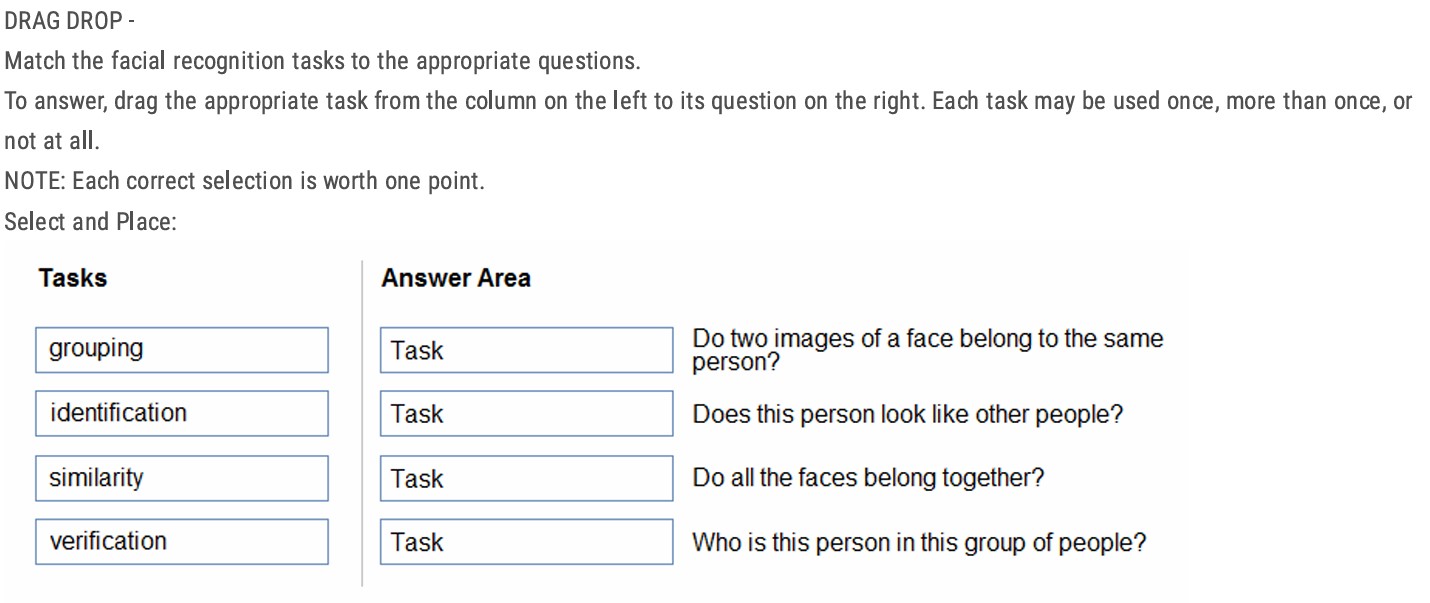 DRAG DROP -
Match the facial recognition tasks to the appropriate questions.
To answer, drag the appropriate task from the column on the left to its question on the right. Each task may be used once, more than once, or
not at all.
NOTE: Each correct selection is worth one point.
Select and Place:
Tasks
Answer Area
grouping
Task
Do two images of a face belong to the same
person?
identification
Task
Does this person look like other people?
similarity
Task
Do all the faces belong together?
verification
Task
Who is this person in this group of people?